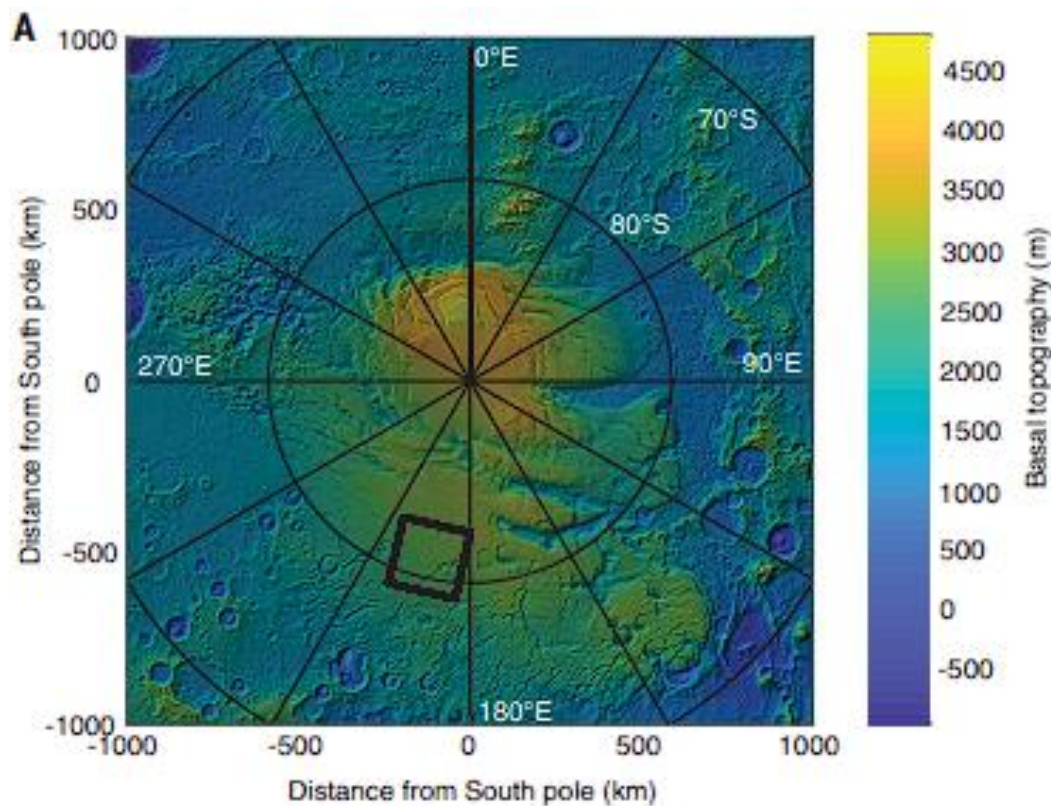 A
1000
500
0
-500
-1000
Distance from South pole (km)
0°E
70°S
80°S
270°E
90°E
180°E
-1000
-500
0
500
1000
Distance from South pole (km)
4500
4000
3500
3000
2500
2000
1500
1000
500
0
-500
Basal topography (m)